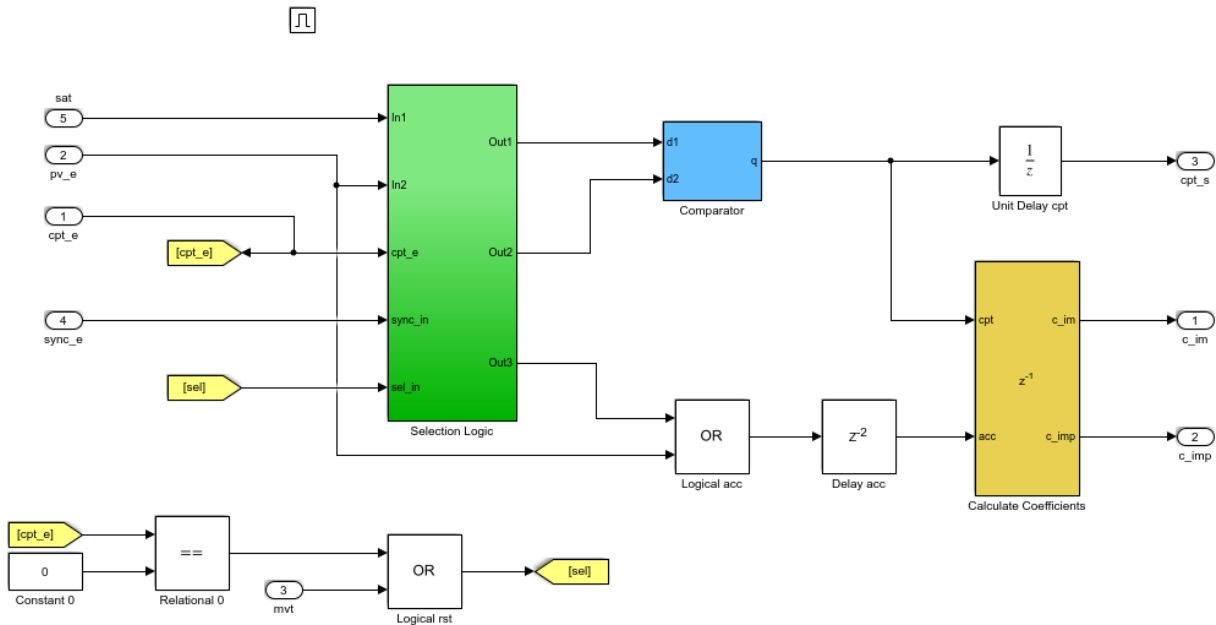 sat
5
In1
Out1
d1
q
d2
Comparator
1
z
Unit Delay cpt
3
cpt_s
2
pv_e
In2
1
cpt_e
[cpt_e]
cpt_e
Out2
4
sync_e
sync_in
[sel]
sel_in
Out3
Selection Logic
cpt
c_im
1
c_im
z-1
OR
Logical acc
z-2
Delay acc
acc
c_imp
2
c_imp
Calculate Coefficients
[cpt_e]
0
Constant 0
==
Relational 0
3
mvt
OR
Logical rst
[sel]